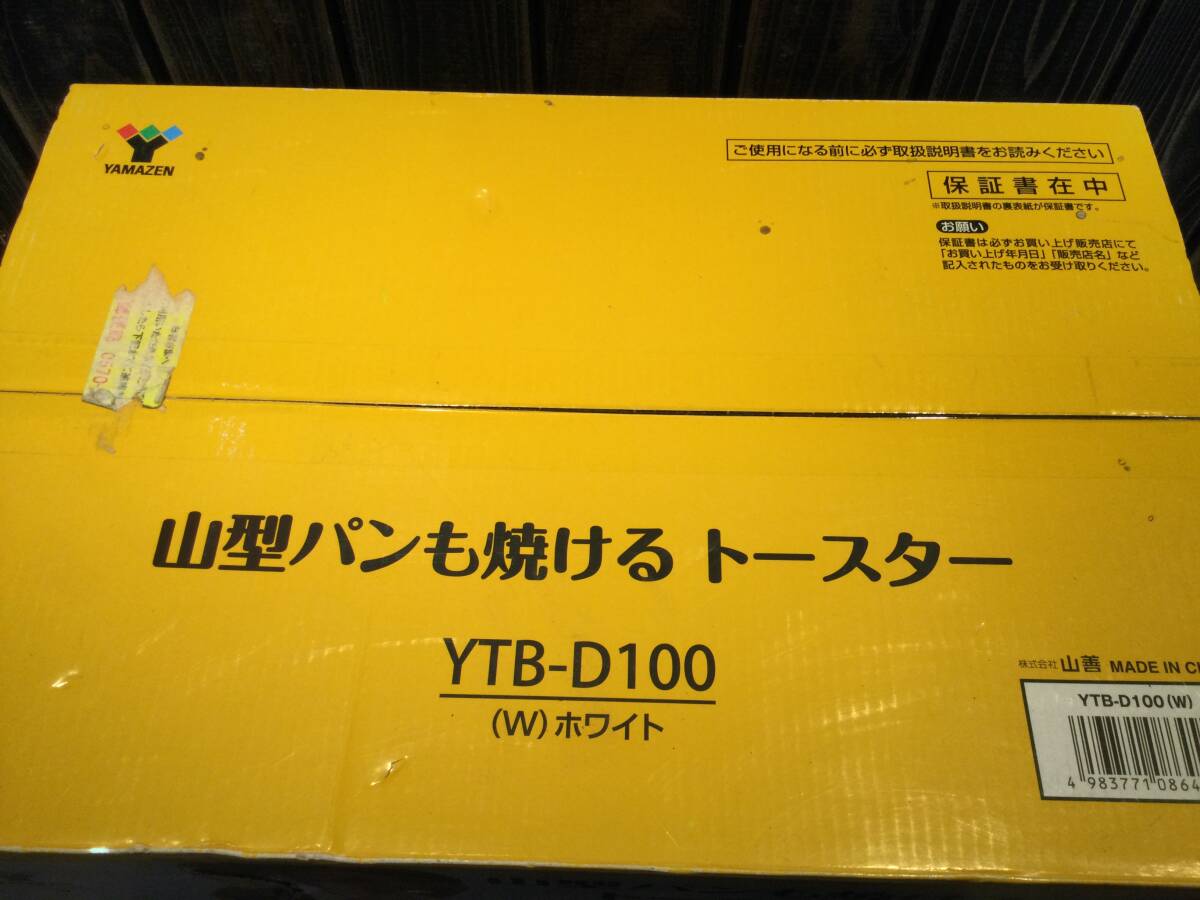 YAMAZEN
ご使用になる前に必ず取扱説明書をお読みください
保証書在中
※取扱説明書の裏表紙が保証書です。
お願い
保証書は必ずお買い上げ販売店にて
「お買い上げ年月日」「販売店名」など
記入されたものをお受け取りください。
0570
山型パンも焼ける トースター
YTB-D100
(W)ホワイト
株式会社 山善 MADE IN
YTB-D100(W)
4 983771 0864